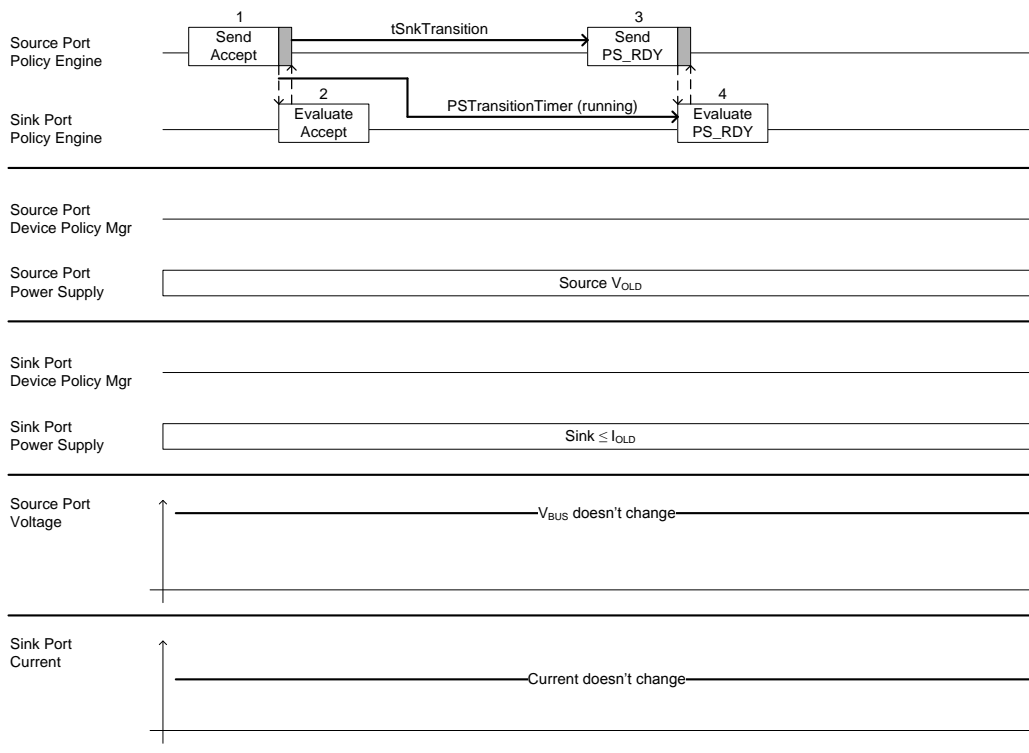 1
3
Source Port
Policy Engine
Send
Accept
tSnkTransition
Send
PS_RDY
2
4
Sink Port
Policy Engine
Evaluate
Accept
PSTransitionTimer (running)
Evaluate
PS_RDY
Source Port
Device Policy Mgr
Source Port
Power Supply
Source VOLD
Sink Port
Device Policy Mgr
Sink Port
Power Supply
Sink ≤ IOLD
Source Port
Voltage
VBUS doesn't change
Sink Port
Current
Current doesn't change